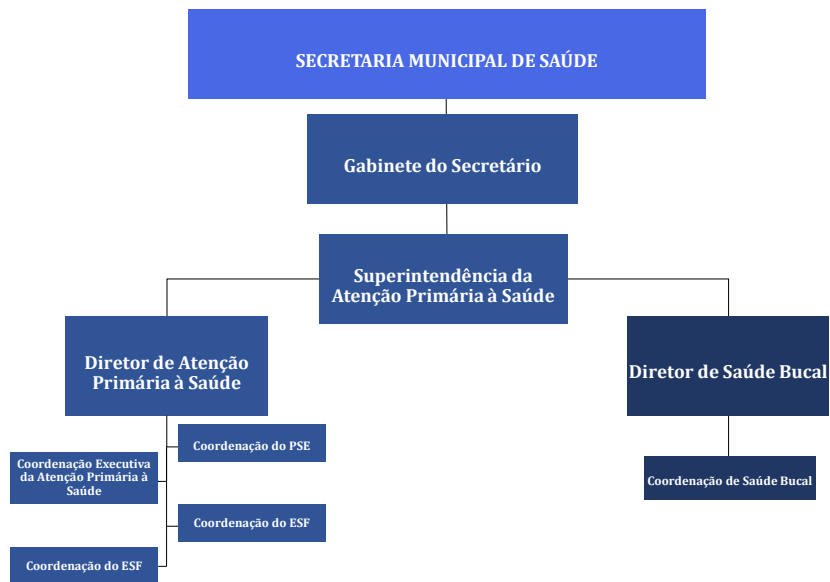 SECRETARIA MUNICIPAL DE SAÚDE
Gabinete do Secretário
Superintendência da
Atenção Primária à Saúde
Diretor de Atenção
Primária à Saúde
Diretor de Saúde Bucal
Coordenação do PSE
Coordenação Executiva
da Atenção Primária à
Saúde
Coordenação de Saúde Bucal
Coordenação do ESF
Coordenação do ESF